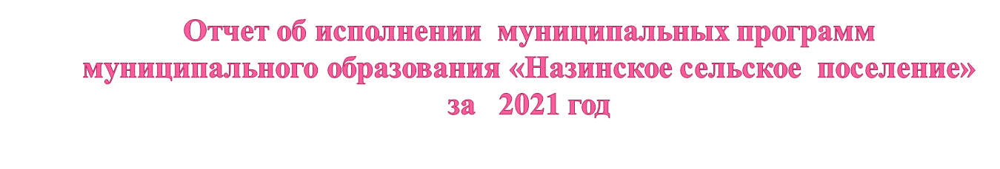 Отчет об исполнении муниципальных программ
муниципального образования «Назинское сельское поселение»
за 2021 год